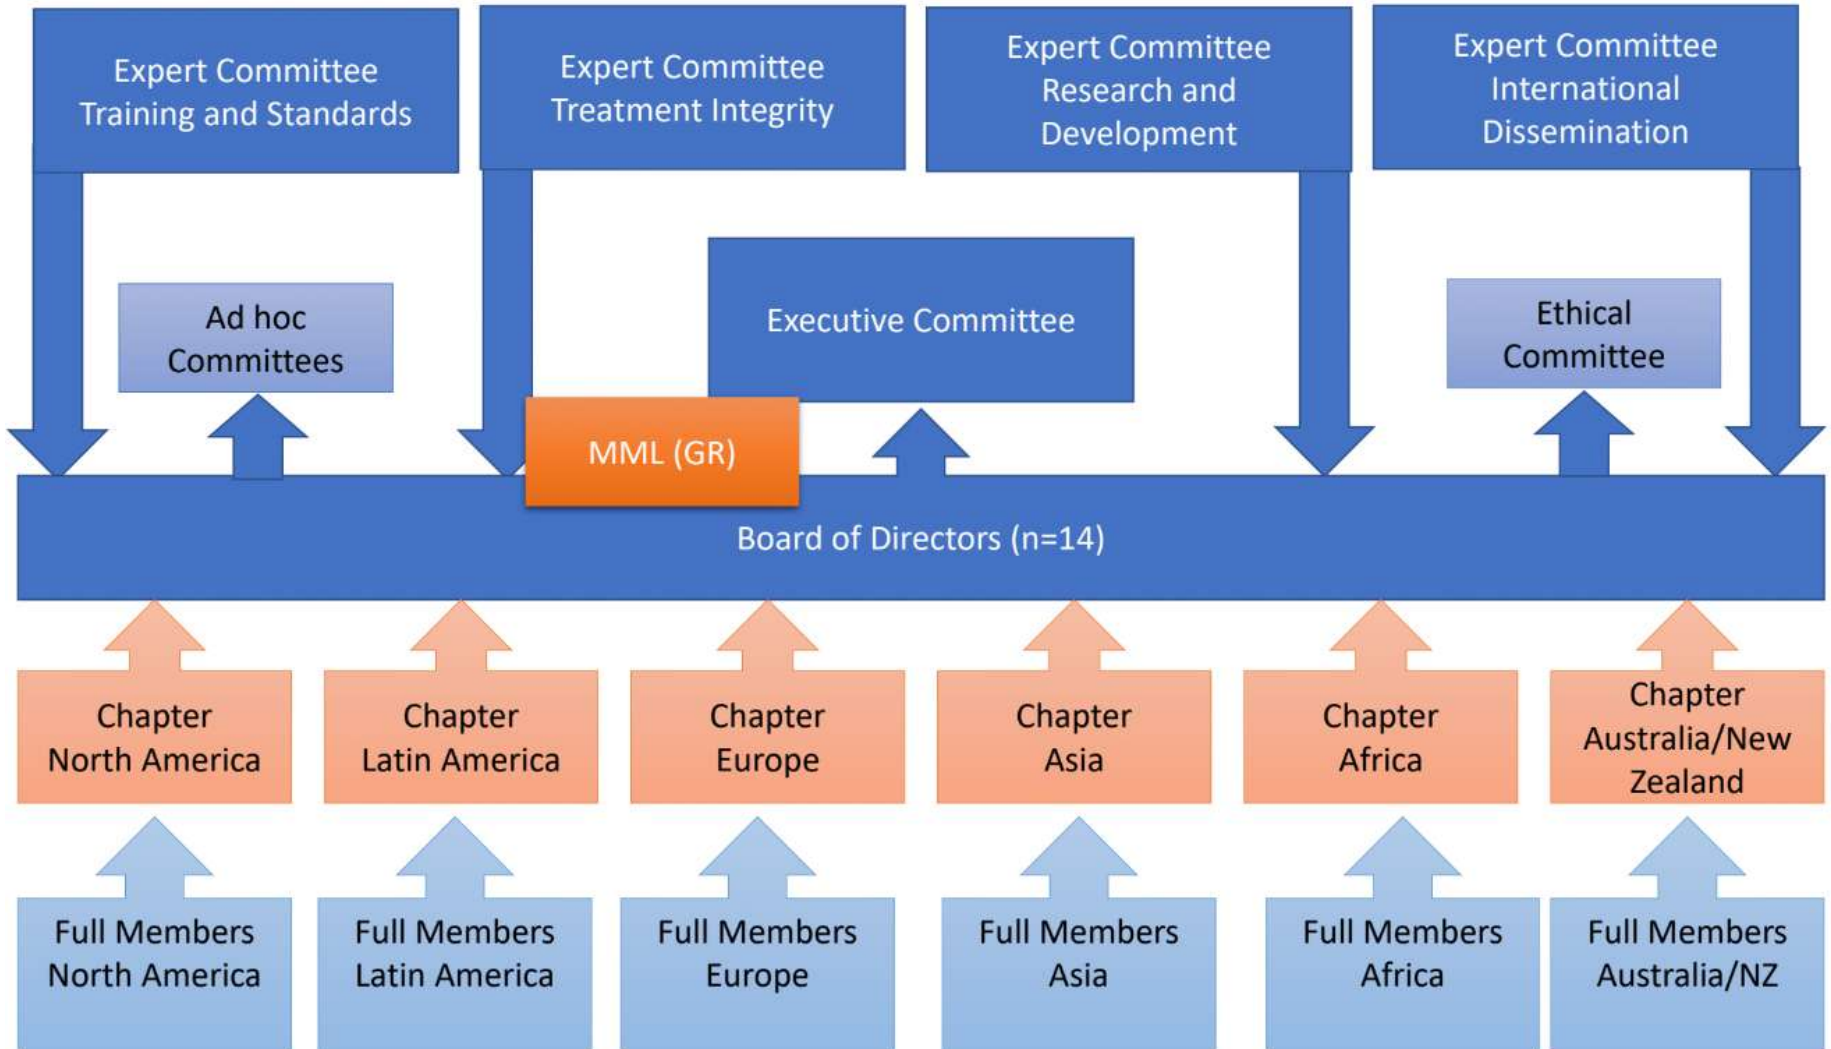 Expert Committee
Training and Standards
Expert Committee
Treatment Integrity
Expert Committee
Research and
Development
Expert Committee
International
Dissemination
Ad hoc
Committees
Executive Committee
Ethical
Committee
MML (GR)
Board of Directors (n=14)
Chapter
North America
Chapter
Latin America
Chapter
Europe
Chapter
Asia
Chapter
Africa
Chapter
Australia/New
Zealand
Full Members
North America
Full Members
Latin America
Full Members
Europe
Full Members
Asia
Full Members
Africa
Full Members
Australia/NZ